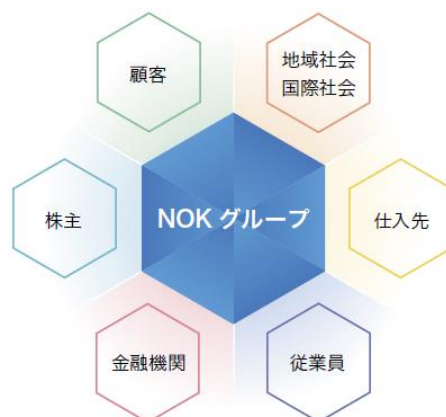 顧客
地域社会
国際社会
株主
NOK グループ
仕入先
金融機関
従業員